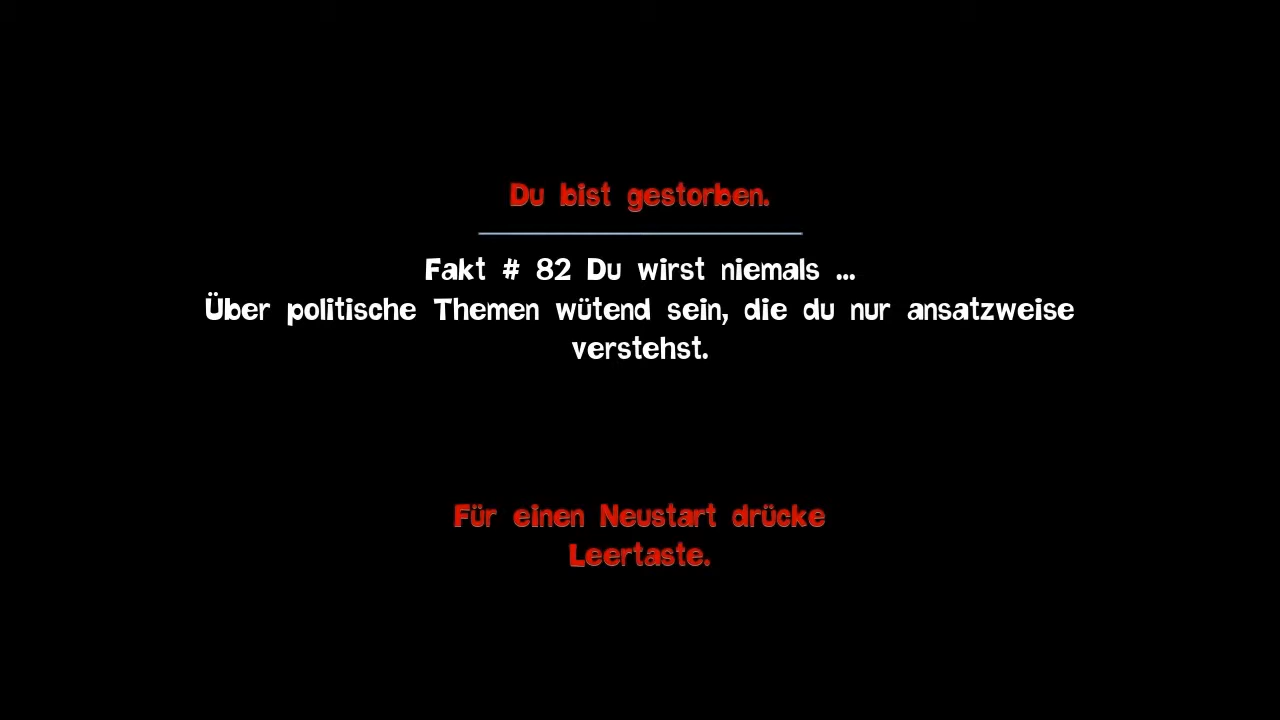 Du bist gestorben.
Fakt # 82 Du wirst niemals ...
Über politische Themen wütend sein, die du nur ansatzweise
verstehst.
Für einen Neustart drücke
Leertaste.